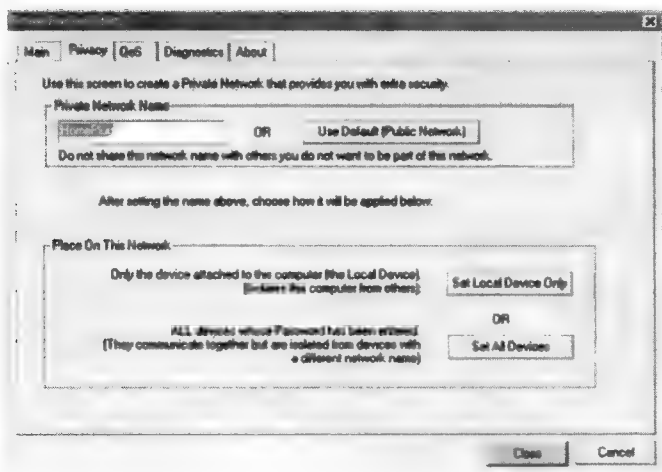 Main Privacy QoS Diagnostics About
Use this screen to create a Private Network that provides you with extra security.
Private Network Name
HomePlug OR Use Default (Public Network)
Do not share this network name with others you do not want to be part of this network.
After setting the name above, choose how it will be applied below.
Place On This Network
Only the device attached to this computer (the Local Device). Set Local Device Only
computer from others)
OR
ALL devices whose Password has been entered.
(They communicate together but are isolated from devices with Set All Devices
a different network name)
Close Cancel